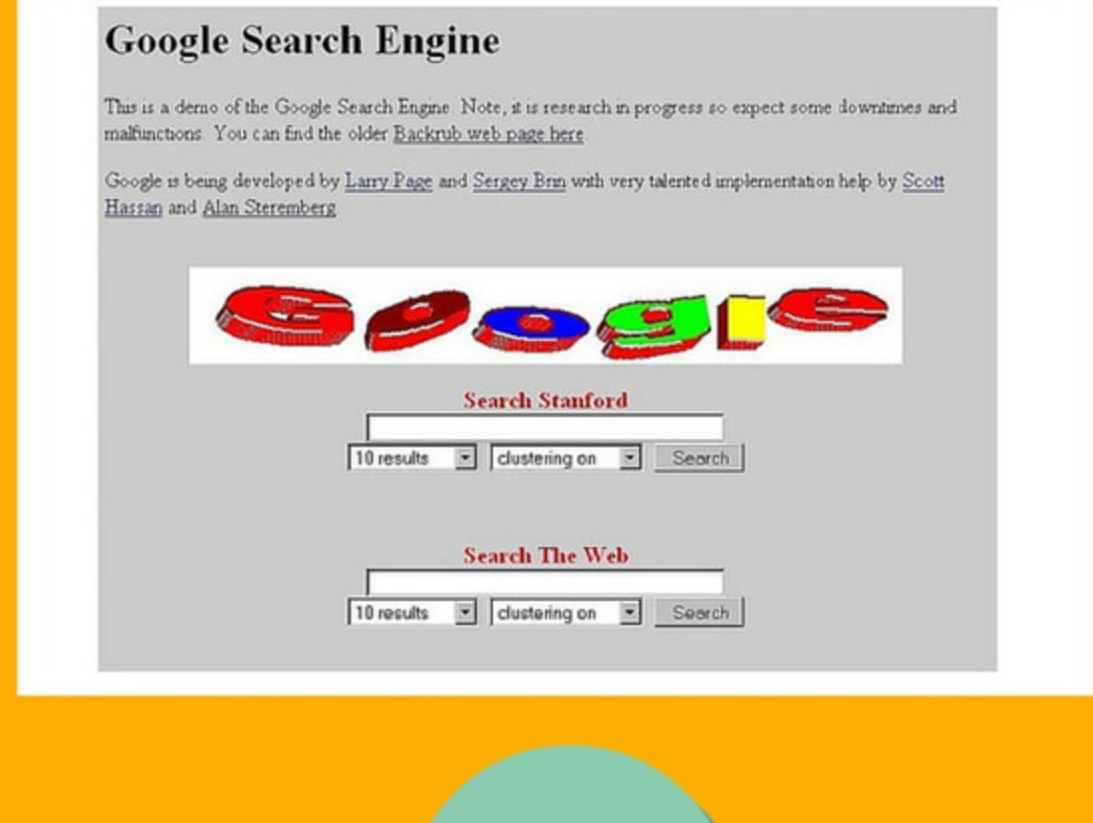 Google Search Engine
This is a demo of the Google Search Engine. Note, it is research in progress so expect some downtimes and
malfunctions. You can find the older Backrub web page here.
Google is being developed by Larry Page and Sergey Brin with very talented implementation help by Scott
Hassan and Alan Steremberg.
Google
Search Stanford
10 results clustering on Search
Search The Web
10 results clustering on Search